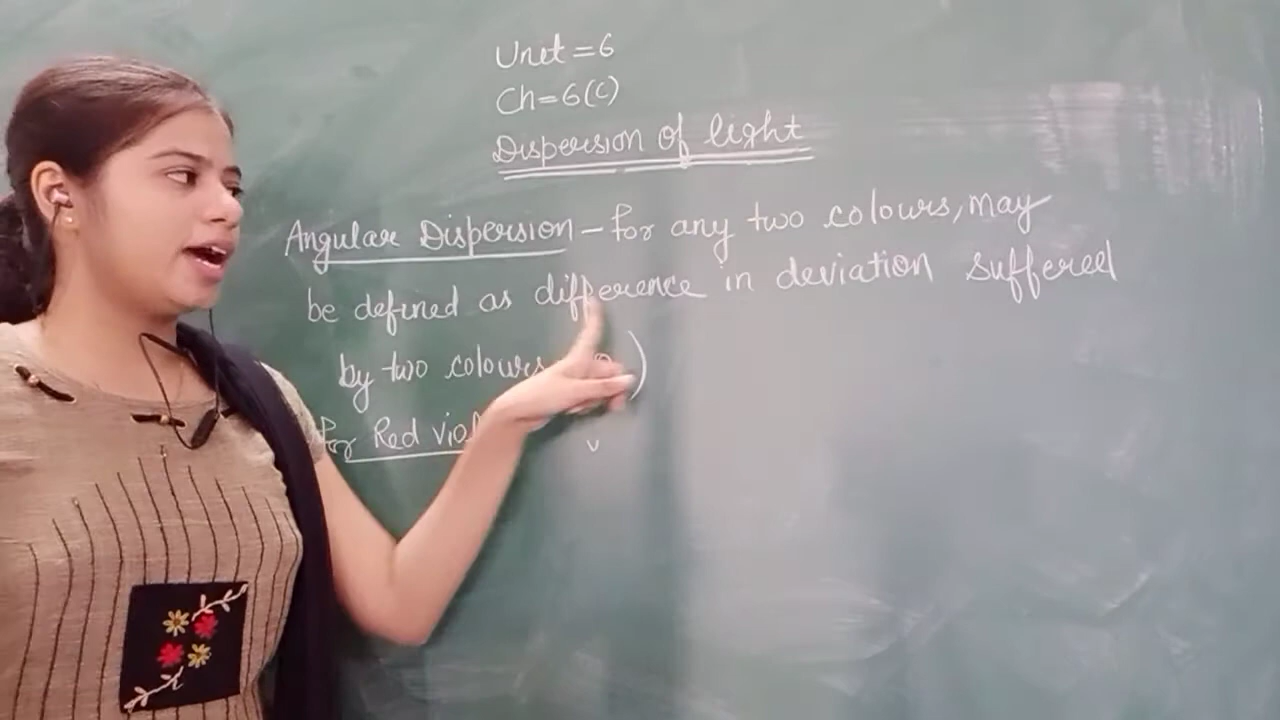 Unit = 6
Ch = 6(C)
Dispersion of light
Angular Dispersion - for any two colours, may
be defined as difference in deviation suffered
by two colours )
for Red v